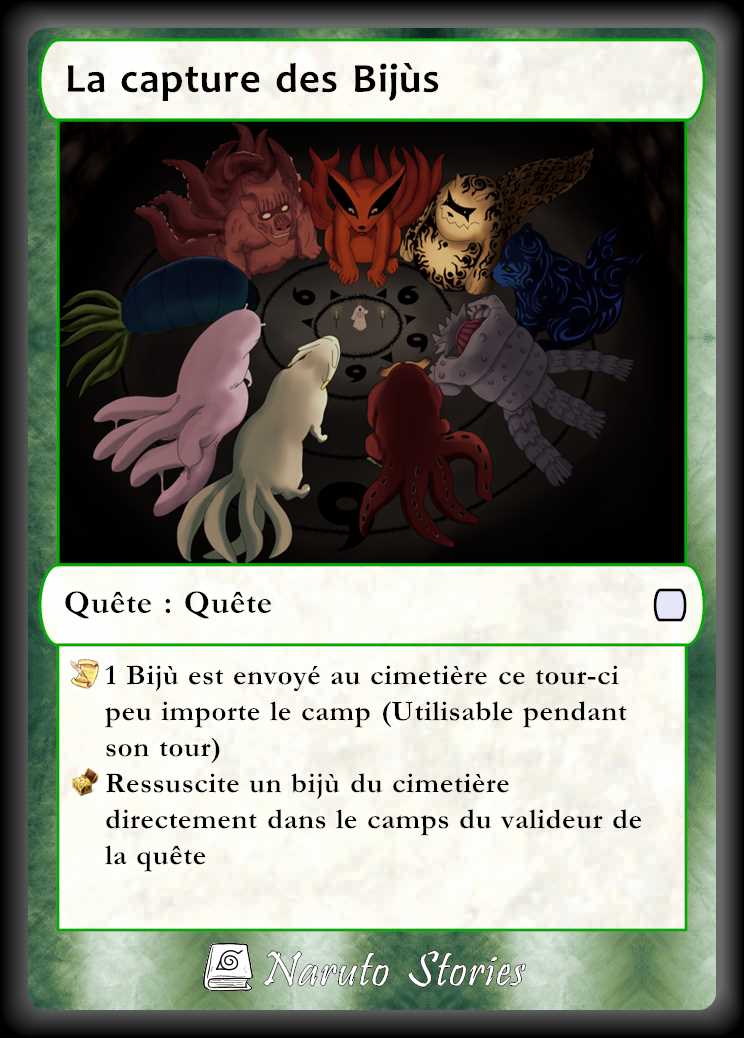 La capture des Bijùs
Quête : Quête
1 Bijù est envoyé au cimetière ce tour-ci
peu importe le camp (Utilisable pendant
son tour)
Ressuscite un bijù du cimetière
directement dans le camps du valideur de
la quête
Naruto Stories